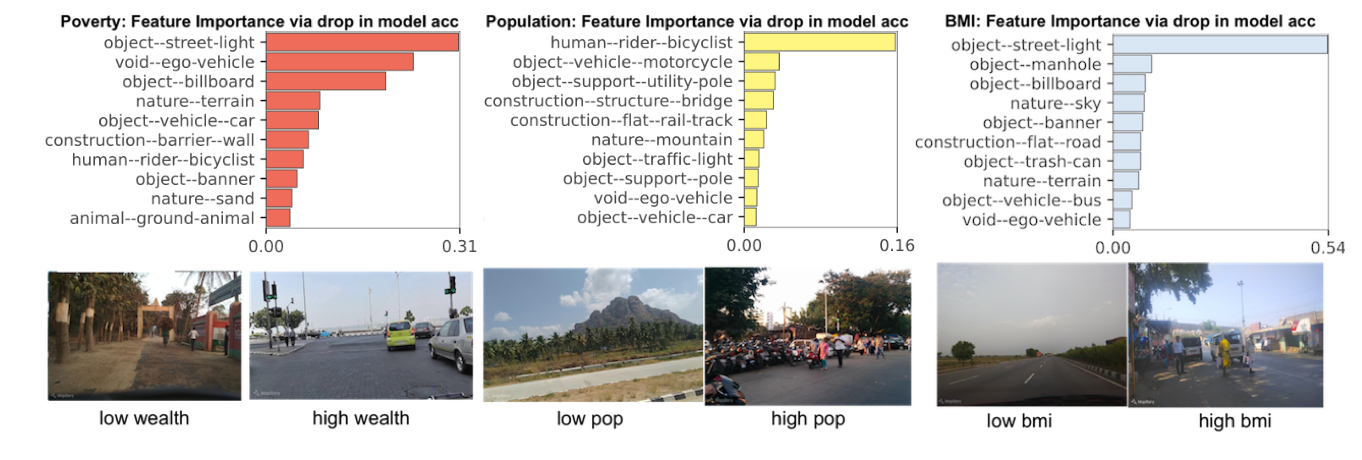 Poverty: Feature Importance via drop in model acc
object--street-light
void--ego-vehicle
object--billboard
nature--terrain
object--vehicle--car
construction--barrier--wall
human--rider--bicyclist
object--banner
nature--sand
animal--ground-animal
0.00 0.31
Population: Feature Importance via drop in model acc
human--rider--bicyclist
object--vehicle--motorcycle
object--support--utility-pole
construction--structure--bridge
construction--flat--rail-track
nature--mountain
object--traffic-light
object--support--pole
void--ego-vehicle
object--vehicle--car
0.00 0.16
BMI: Feature Importance via drop in model acc
object--street-light
object--manhole
object--billboard
nature--sky
object--banner
construction--flat--road
object--trash-can
nature--terrain
object--vehicle--bus
void--ego-vehicle
0.00 0.54
low wealth high wealth low pop high pop low bmi high bmi